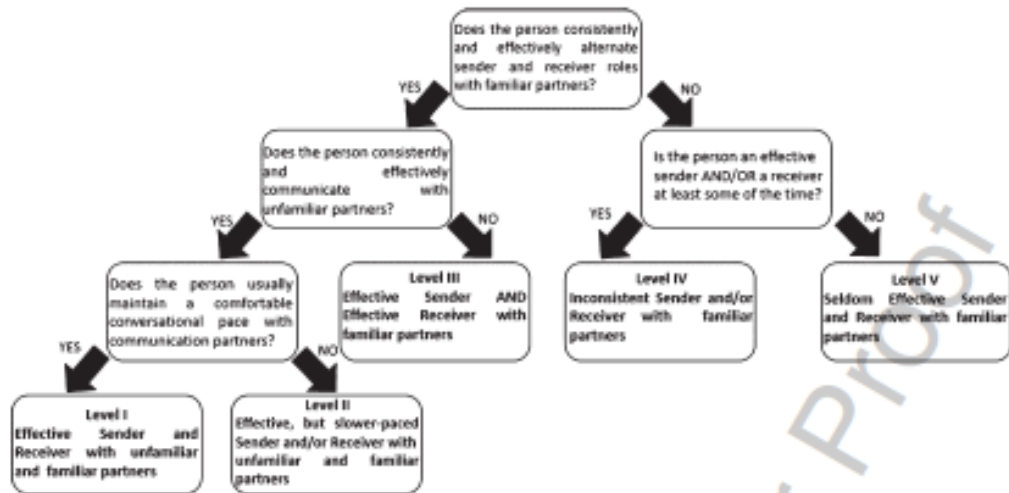 Does the person consistently
and effectively alternate
sender and receiver roles
with familiar partners?
YES
NO
Does the person consistently
and effectively
communicate with
unfamiliar partners?
Is the person an effective
sender AND/OR a receiver
at least some of the time?
YES
NO
YES
NO
Does the person usually
maintain a comfortable
conversational pace with
communication partners?
Level III
Effective Sender AND
Effective Receiver with
familiar partners
Level IV
Inconsistent Sender and/or
Receiver with familiar
partners
Level V
Seldom Effective Sender
and Receiver with familiar
partners
YES
NO
Level I
Effective Sender and
Receiver with unfamiliar
and familiar partners
Level II
Effective, but slower-paced
Sender and/or Receiver with
unfamiliar and familiar
partners
Proof